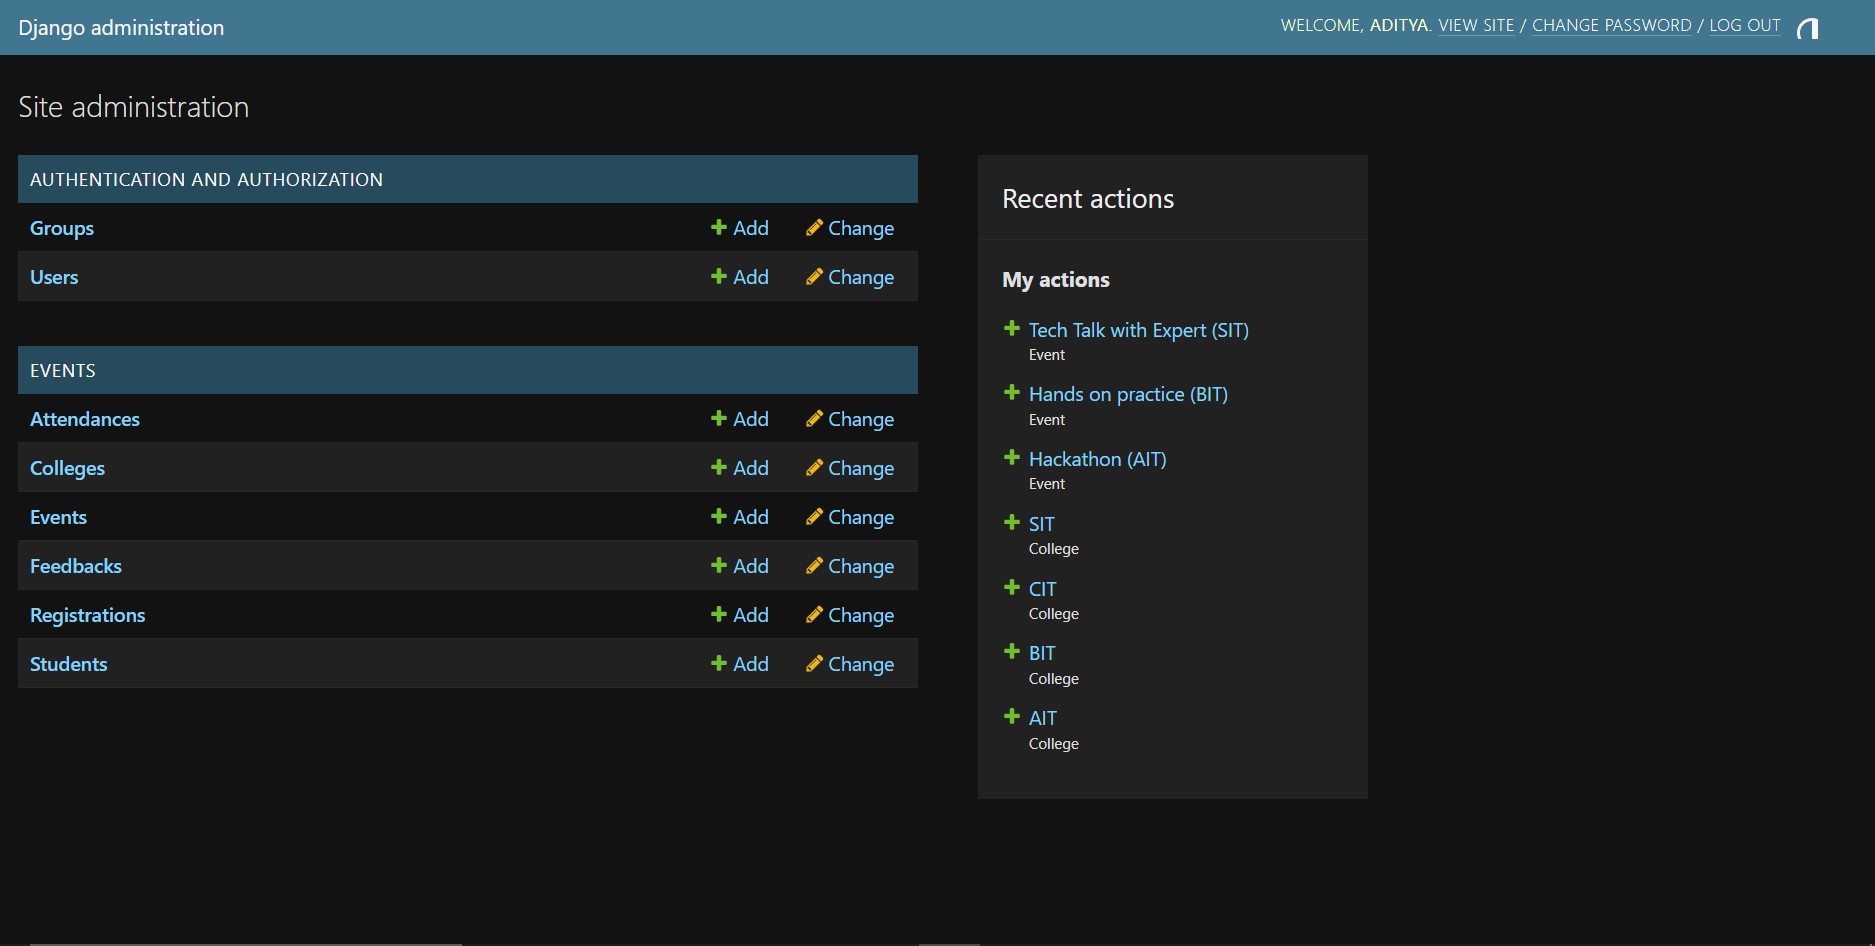 Django administration
WELCOME, ADITYA. VIEW SITE / CHANGE PASSWORD / LOG OUT
Site administration
AUTHENTICATION AND AUTHORIZATION
Groups Add Change
Users Add Change
EVENTS
Attendances Add Change
Colleges Add Change
Events Add Change
Feedbacks Add Change
Registrations Add Change
Students Add Change
Recent actions
My actions
Tech Talk with Expert (SIT)
Event
Hands on practice (BIT)
Event
Hackathon (AIT)
Event
SIT
College
CIT
College
BIT
College
AIT
College